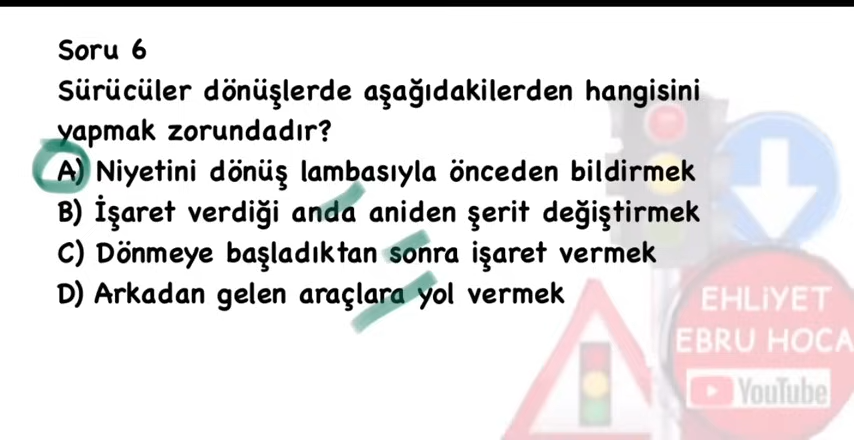 Soru 6
Sürücüler dönüşlerde aşağıdakilerden hangisini
yapmak zorundadır?
A) Niyetini dönüş lambasıyla önceden bildirmek
B) İşaret verdiği anda aniden şerit değiştirmek
C) Dönmeye başladıktan sonra işaret vermek
D) Arkadan gelen araçlara yol vermek
EHLİYET
EBRU HOCA
YouTube